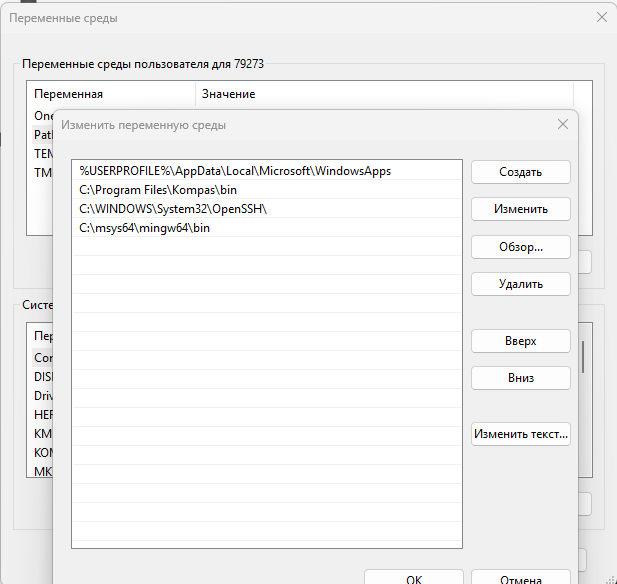 Переменные среды
Переменные среды пользователя для 79273
Переменная Значение
One
Path
TEM
TM
Изменить переменную среды
%USERPROFILE%\AppData\Local\Microsoft\WindowsApps
C:\Program Files\Kompas\bin
C:\WINDOWS\System32\OpenSSH\
C:\msys64\mingw64\bin
Создать
Изменить
Обзор...
Удалить
Вверх
Вниз
Изменить текст...
Систе
Пер
Cor
DISI
Driv
HEF
KM
KOM
MK
OK
Отмена